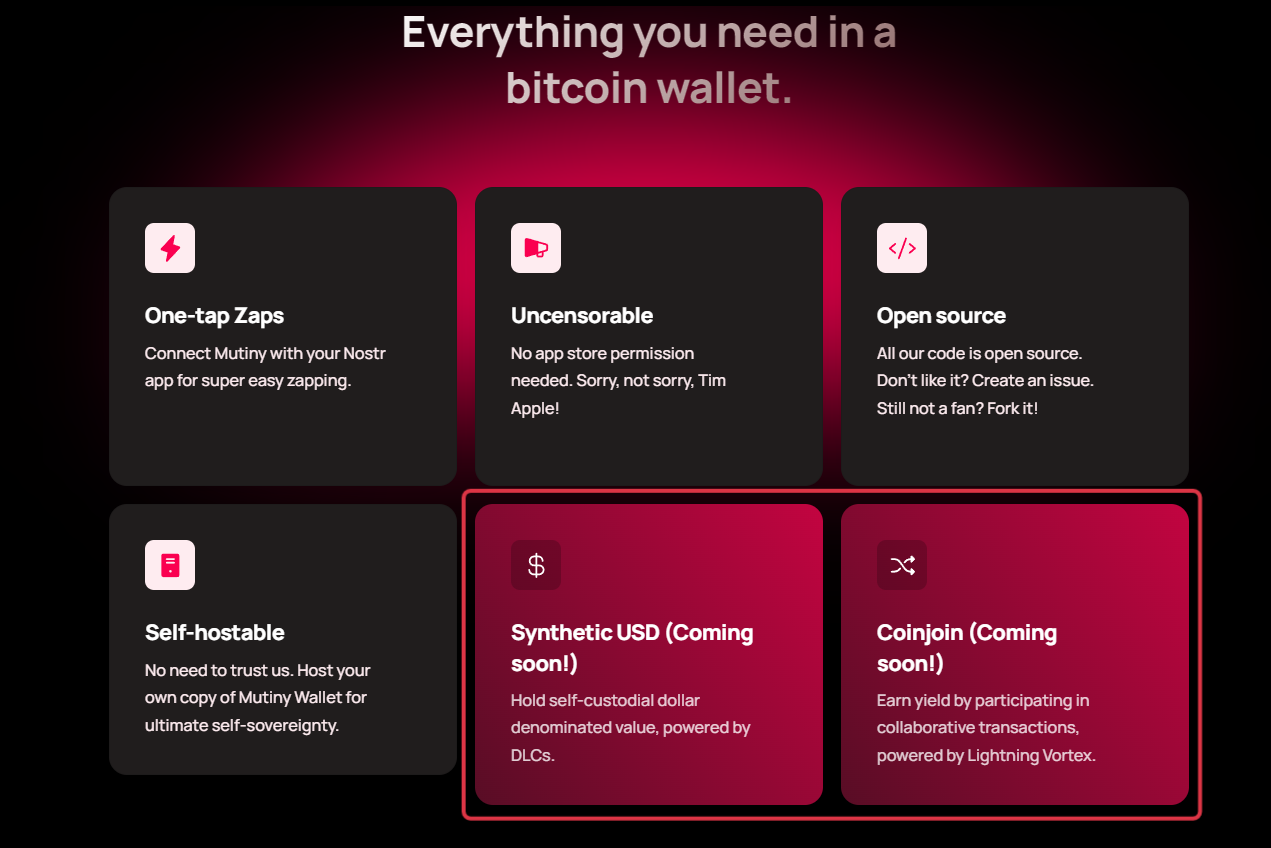 Everything you need in a
bitcoin wallet.
One-tap Zaps
Connect Mutiny with your Nostr
app for super easy zapping.
Uncensorable
No app store permission
needed. Sorry, not sorry, Tim
Apple!
Open source
All our code is open source.
Don't like it? Create an issue.
Still not a fan? Fork it!
Self-hostable
No need to trust us. Host your
own copy of Mutiny Wallet for
ultimate self-sovereignty.
Synthetic USD (Coming
soon!)
Hold self-custodial dollar
denominated value, powered by
DLCs.
Coinjoin (Coming
soon!)
Earn yield by participating in
collaborative transactions,
powered by Lightning Vortex.